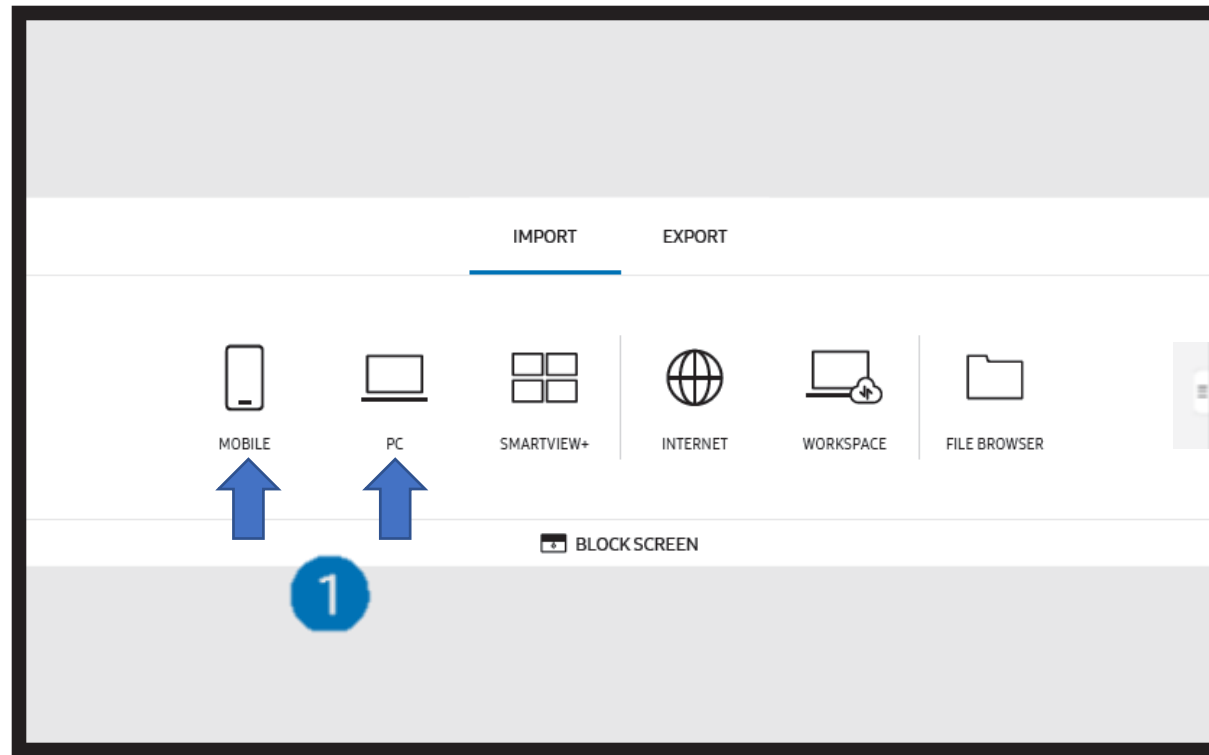 IMPORT EXPORT
MOBILE PC SMARTVIEW+ INTERNET WORKSPACE FILE BROWSER
BLOCK SCREEN
1